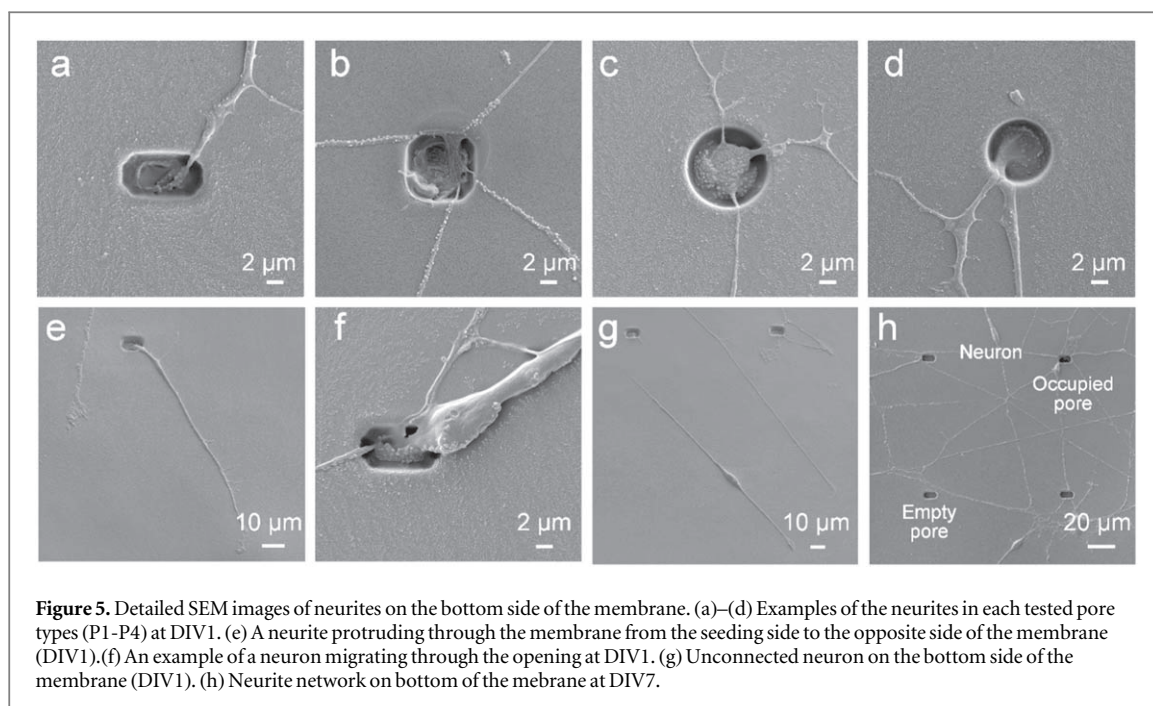 a
b
c
d
2 µm
2 µm
2 µm
2 µm
e
f
g
h
Neuron
Occupied
pore
Empty
pore
10 µm
2 µm
10 µm
20 µm
Figure 5. Detailed SEM images of neurites on the bottom side of the membrane. (a)–(d) Examples of the neurites in each tested pore
types (P1-P4) at DIV1. (e) A neurite protruding through the membrane from the seeding side to the opposite side of the membrane
(DIV1).(f) An example of a neuron migrating through the opening at DIV1. (g) Unconnected neuron on the bottom side of the
membrane (DIV1). (h) Neurite network on bottom of the mebrane at DIV7.